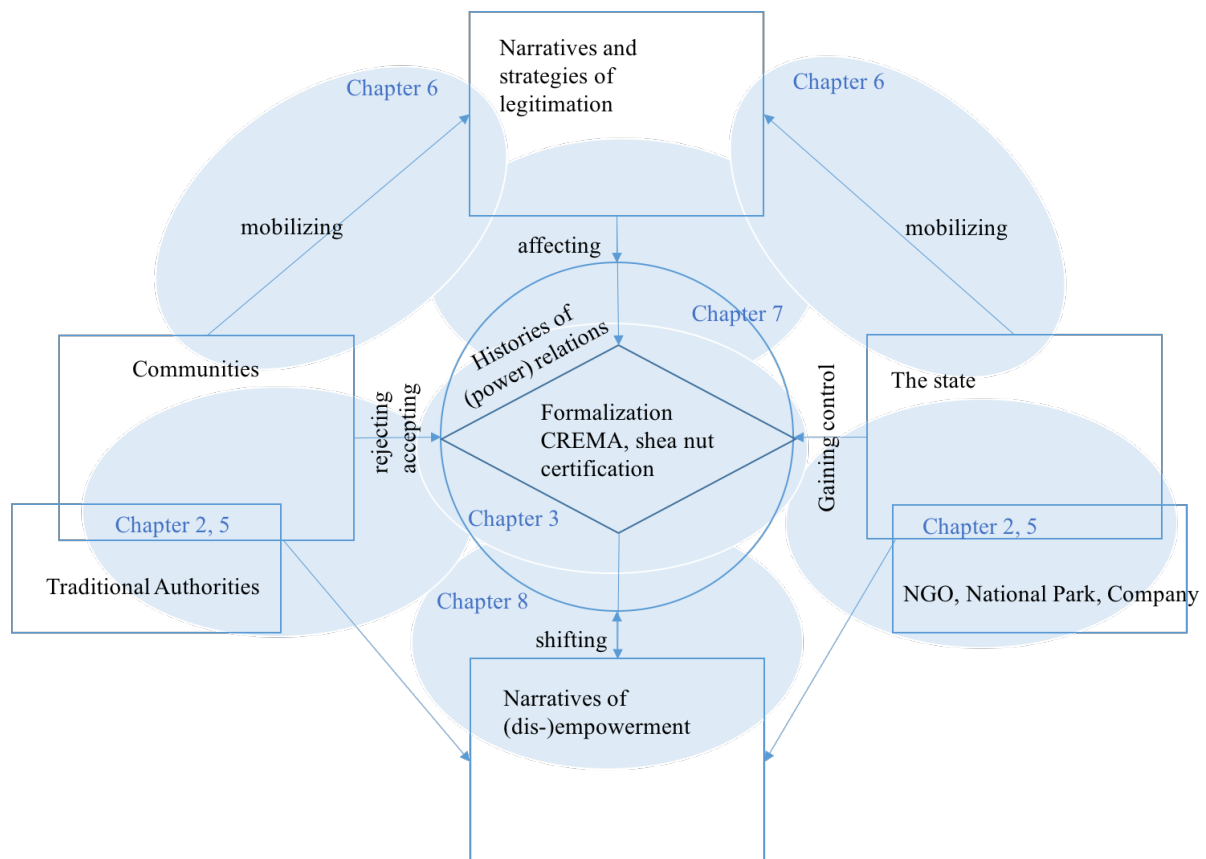 Narratives and
strategies of
legitimation
Chapter 6
Chapter 6
mobilizing
mobilizing
affecting
Chapter 7
Histories of
(power) relations
Communities
The state
rejecting
accepting
Formalization
CREMA, shea nut
certification
Gaining control
Chapter 3
Chapter 2, 5
Chapter 2, 5
Traditional Authorities
NGO, National Park, Company
Chapter 8
shifting
Narratives of
(dis-)empowerment